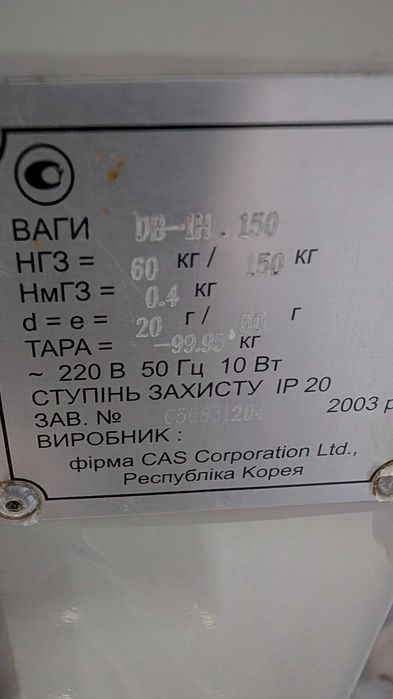 ВАГИ DB-1H . 150
НГЗ = 60 кг / 150 кг
НмГЗ = 0.4 кг
d = e = 20 г / 50 г
ТАРА = -99.95 кг
~ 220 В 50 Гц 10 Вт
СТУПІНЬ ЗАХИСТУ IP 20
ЗАВ. № 2003 р
ВИРОБНИК :
фірма CAS Corporation Ltd.,
Республіка Корея